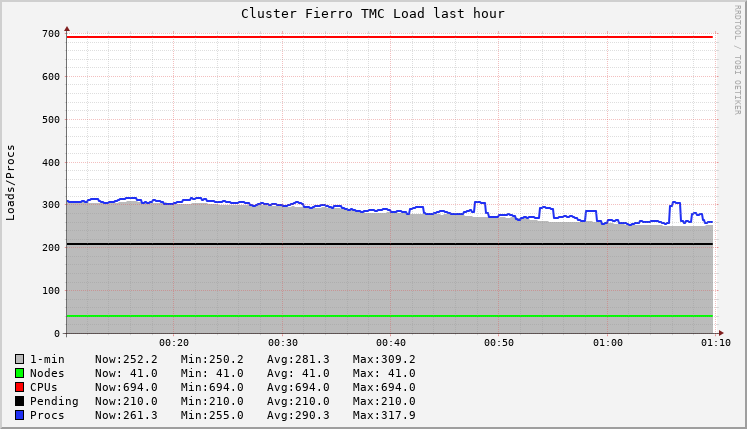 Cluster Fierro TMC Load last hour
RRDTOOL / TOBI OETIKER
Loads/Procs
700
600
500
400
300
200
100
0
00:20 00:30 00:40 00:50 01:00 01:10
1-min Now:252.2 Min:250.2 Avg:281.3 Max:309.2
Nodes Now: 41.0 Min: 41.0 Avg: 41.0 Max: 41.0
CPUs Now:694.0 Min:694.0 Avg:694.0 Max:694.0
Pending Now:210.0 Min:210.0 Avg:210.0 Max:210.0
Procs Now:261.3 Min:255.0 Avg:290.3 Max:317.9